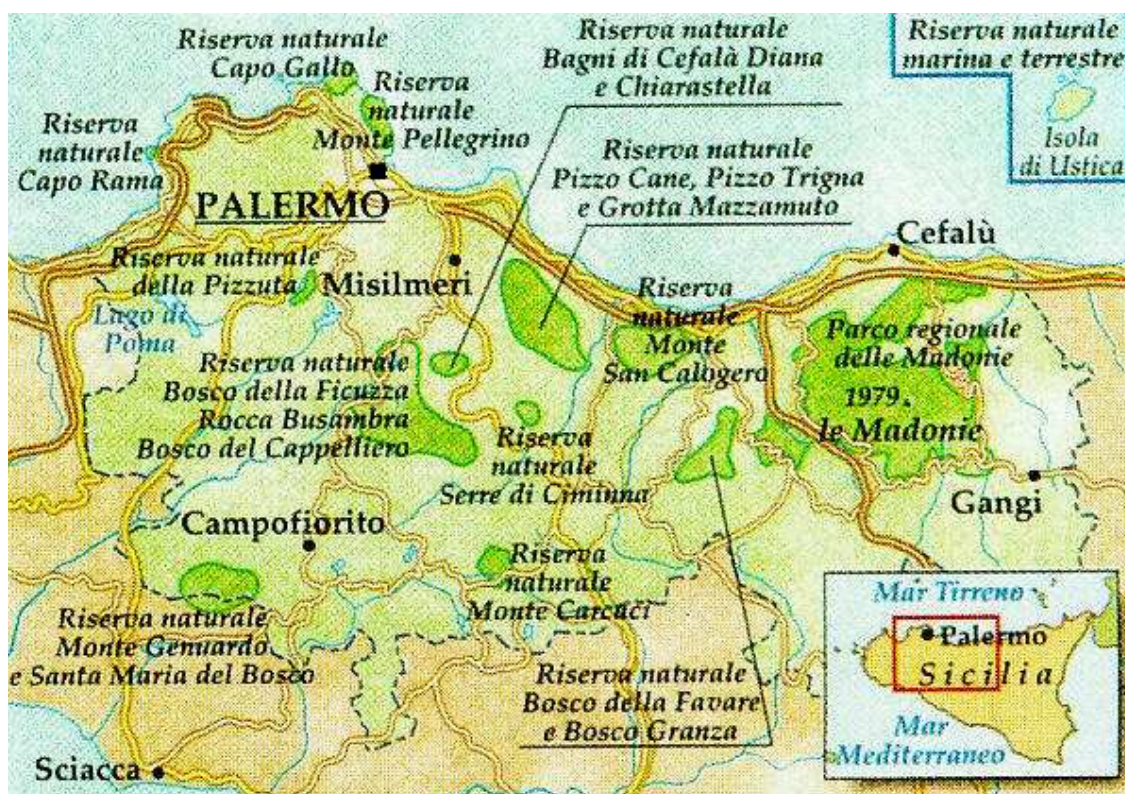 Riserva naturale
Capo Gallo
Riserva
naturale
Monte Pellegrino
Riserva naturale
Bagni di Cefalà Diana
e Chiarastella
Riserva naturale
marina e terrestre
Isola
di Ustica
Riserva
naturale
Capo Rama
Riserva naturale
Pizzo Cane, Pizzo Trigna
e Grotta Mazzamuto
PALERMO
Cefalù
Riserva naturale
della Pizzuta
Misilmeri
Lago di
Poma
Riserva
naturale
Monte
San Calogero
Parco regionale
delle Madonie
1979.
le Madonie
Riserva naturale
Bosco della Ficuzza
Rocca Busambra
Bosco del Cappelliero
Riserva
naturale
Serre di Ciminna
Gangi
Campofiorito
Riserva
naturale
Monte Carcaci
Riserva naturale
Monte Genuardo
e Santa Maria del Bosco
Riserva naturale
Bosco della Favare
e Bosco Granza
Sciacca
Mar Tirreno
Palermo
Sicilia
Mar
Mediterraneo